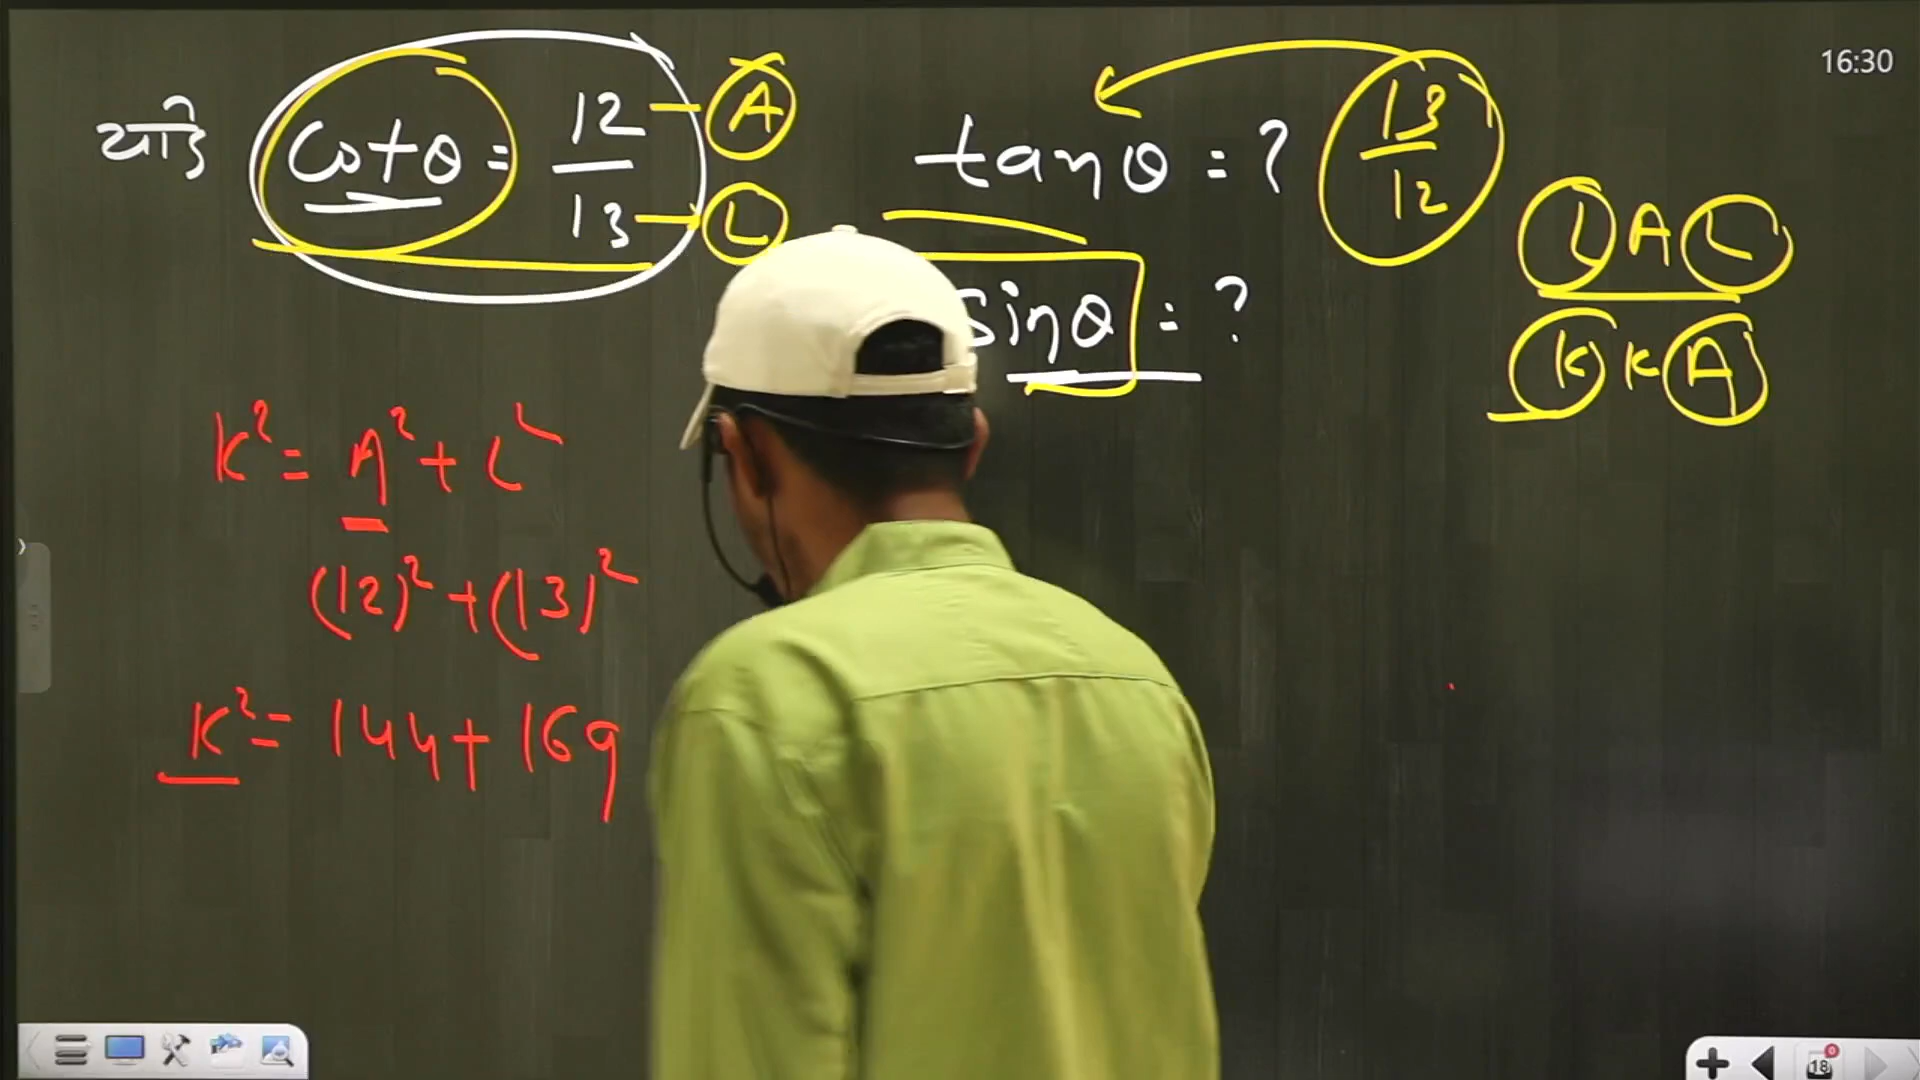 16:30
यदि cotθ = 12/13 – A L
tanθ = ? 13/12
sinθ = ?
L A L
K K A
K² = A² + L²
(12)² + (13)²
K² = 144 + 169
18